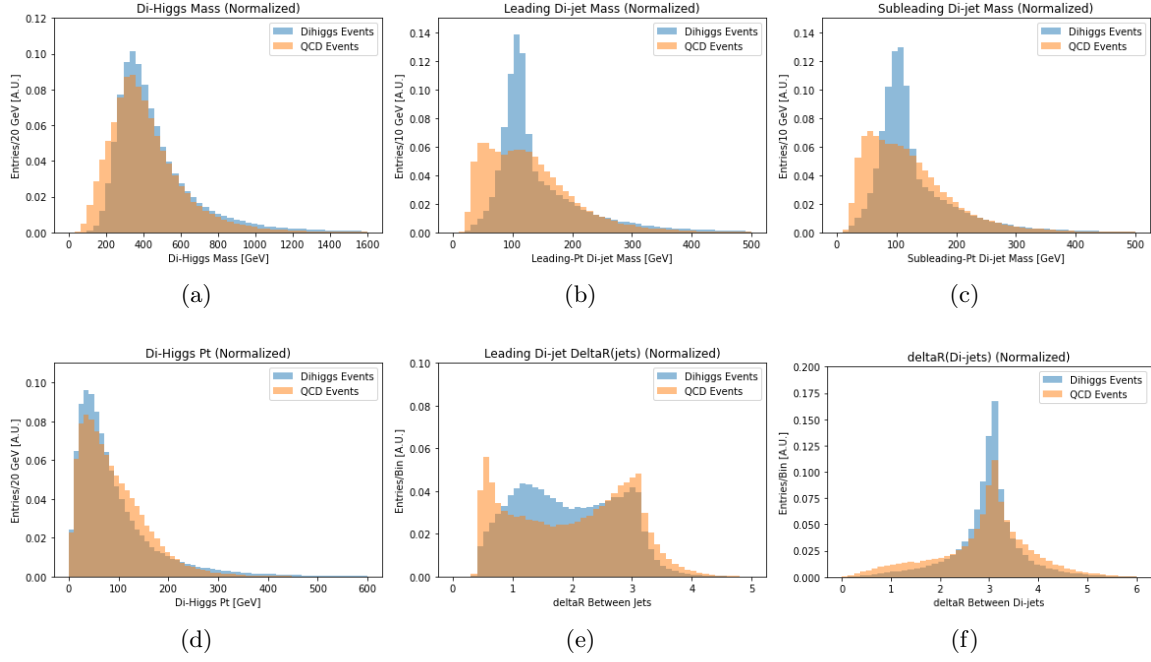 Di-Higgs Mass (Normalized)
0.12
0.10
0.08
0.06
0.04
0.02
0.00
Entries/20 GeV [A.U.]
Dihiggs Events
QCD Events
0 200 400 600 800 1000 1200 1400 1600
Di-Higgs Mass [GeV]
(a)
Leading Di-jet Mass (Normalized)
0.14
0.12
0.10
0.08
0.06
0.04
0.02
0.00
Entries/10 GeV [A.U.]
Dihiggs Events
QCD Events
0 100 200 300 400 500
Leading-Pt Di-jet Mass [GeV]
(b)
Subleading Di-jet Mass (Normalized)
0.14
0.12
0.10
0.08
0.06
0.04
0.02
0.00
Entries/10 GeV [A.U.]
Dihiggs Events
QCD Events
0 100 200 300 400 500
Subleading-Pt Di-jet Mass [GeV]
(c)
Di-Higgs Pt (Normalized)
0.10
0.08
0.06
0.04
0.02
0.00
Entries/20 GeV [A.U.]
Dihiggs Events
QCD Events
0 100 200 300 400 500 600
Di-Higgs Pt [GeV]
(d)
Leading Di-jet DeltaR(jets) (Normalized)
0.10
0.08
0.06
0.04
0.02
0.00
Entries/Bin [A.U.]
Dihiggs Events
QCD Events
0 1 2 3 4 5
deltaR Between Jets
(e)
deltaR(Di-jets) (Normalized)
0.200
0.175
0.150
0.125
0.100
0.075
0.050
0.025
0.000
Entries/Bin [A.U.]
Dihiggs Events
QCD Events
0 1 2 3 4 5 6
deltaR Between Di-jets
(f)